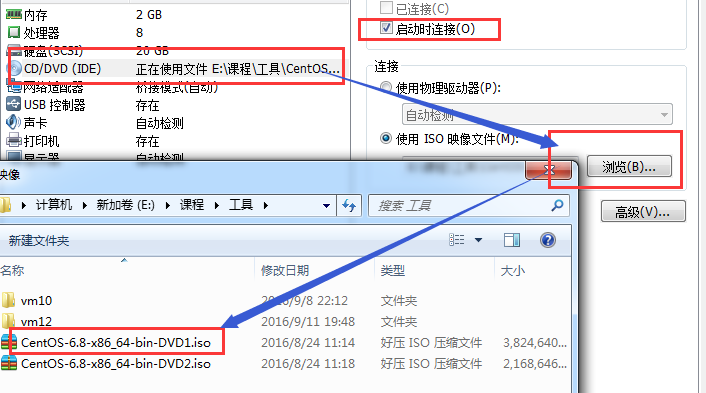 内存 2 GB
处理器 8
硬盘(SCSI) 20 GB
CD/DVD (IDE) 正在使用文件 E:\课程\工具\CentOS...
网络适配器 桥接模式(自动)
USB 控制器 存在
声卡 自动检测
打印机 存在
显示器 自动检测
已连接(C)
启动时连接(O)
连接
使用物理驱动器(P):
自动检测
使用 ISO 映像文件(M):
浏览(B)...
高级(V)...
映像
计算机 新加卷 (E:) 课程 工具
搜索 工具
新建文件夹
名称 修改日期 类型 大小
vm10 2016/9/8 22:12 文件夹
vm12 2016/9/11 19:48 文件夹
CentOS-6.8-x86_64-bin-DVD1.iso 2016/8/24 11:14 好压 ISO 压缩文件 3,824,640...
CentOS-6.8-x86_64-bin-DVD2.iso 2016/8/24 11:13 好压 ISO 压缩文件 2,168,646...